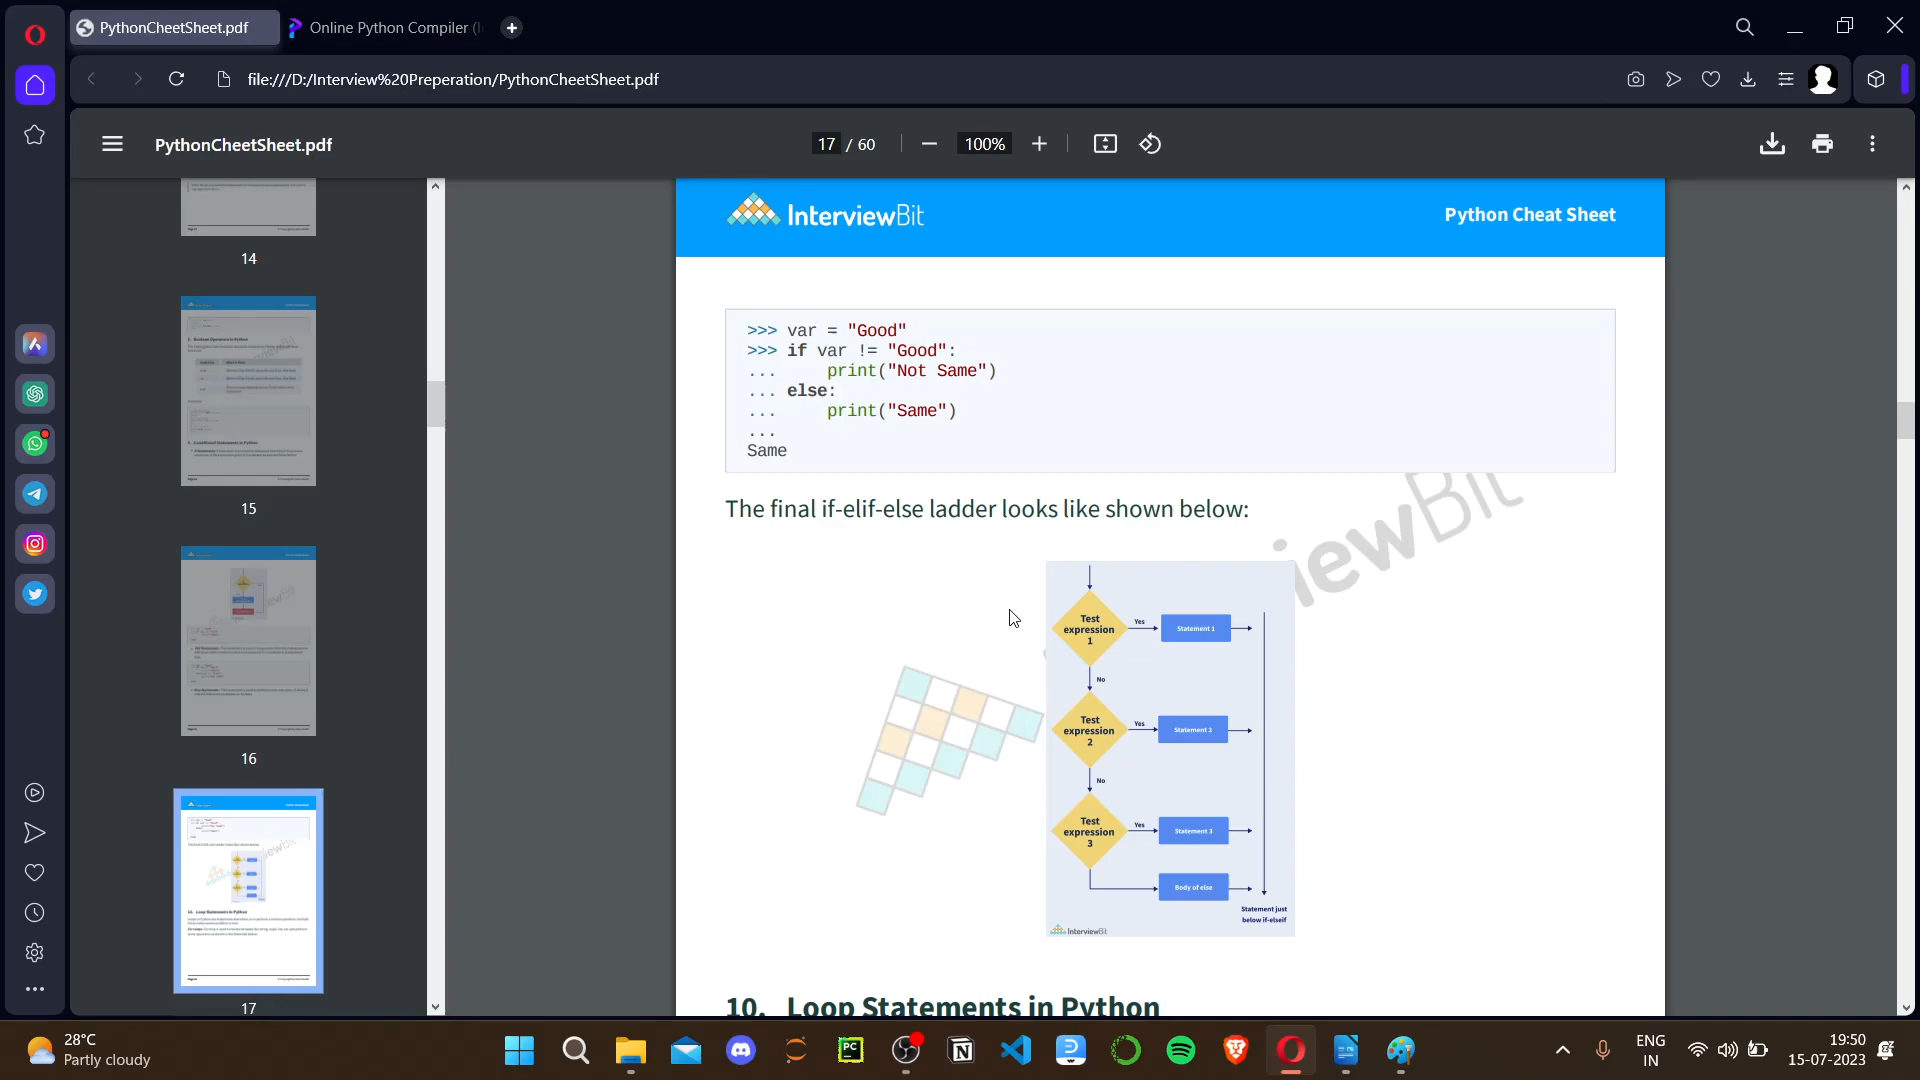 PythonCheetSheet.pdf
Online Python Compiler (
file:///D:/Interview%20Preperation/PythonCheetSheet.pdf
PythonCheetSheet.pdf
17 / 60
100%
14
15
16
17
InterviewBit
Python Cheat Sheet
>>> var = "Good"
>>> if var != "Good":
...     print("Not Same")
... else:
...     print("Same")
...
Same
The final if-elif-else ladder looks like shown below:
iewBit
Test
expression
1
Yes
Statement 1
No
Test
expression
2
Yes
Statement 2
No
Test
expression
3
Yes
Statement 3
Body of else
Statement just
below if-elseif
InterviewBit
10. Loop Statements in Python
28°C
Partly cloudy
ENG
IN
19:50
15-07-2023